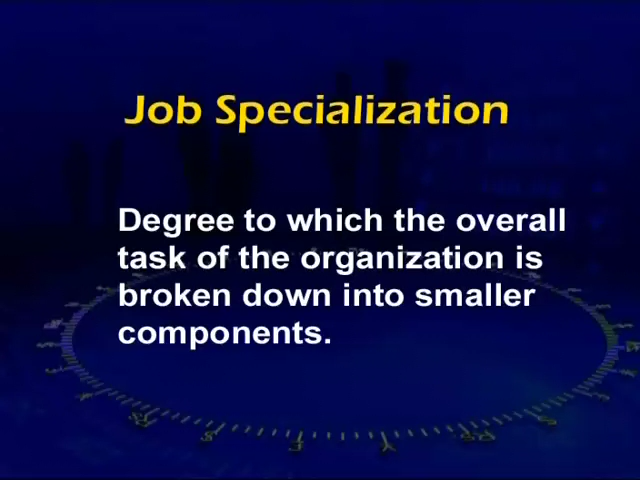 Job Specialization
Degree to which the overall
task of the organization is
broken down into smaller
components.